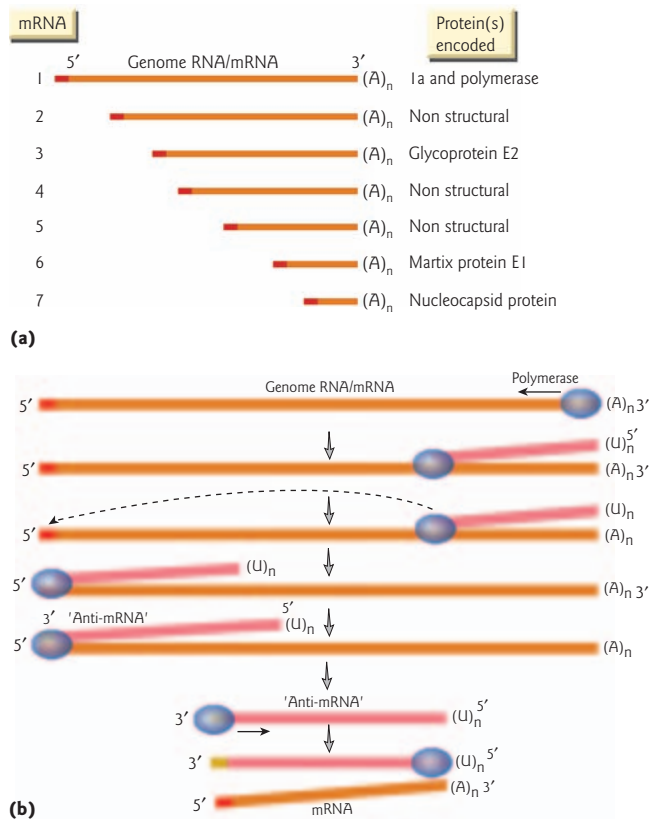 mRNA
Protein(s)
encoded
5′ Genome RNA/mRNA 3′
1 (A)n 1a and polymerase
2 (A)n Non structural
3 (A)n Glycoprotein E2
4 (A)n Non structural
5 (A)n Non structural
6 (A)n Martix protein E1
7 (A)n Nucleocapsid protein
(a)
Genome RNA/mRNA Polymerase
5′ (A)n 3′
(U)n 5′
5′ (A)n 3′
(U)n
5′ (A)n
(U)n
5′ (A)n 3′
3′ 'Anti-mRNA' 5′
(U)n
5′ (A)n
'Anti-mRNA'
3′ (U)n 5′
3′ (U)n 5′
(A)n 3′
5′ mRNA
(b)